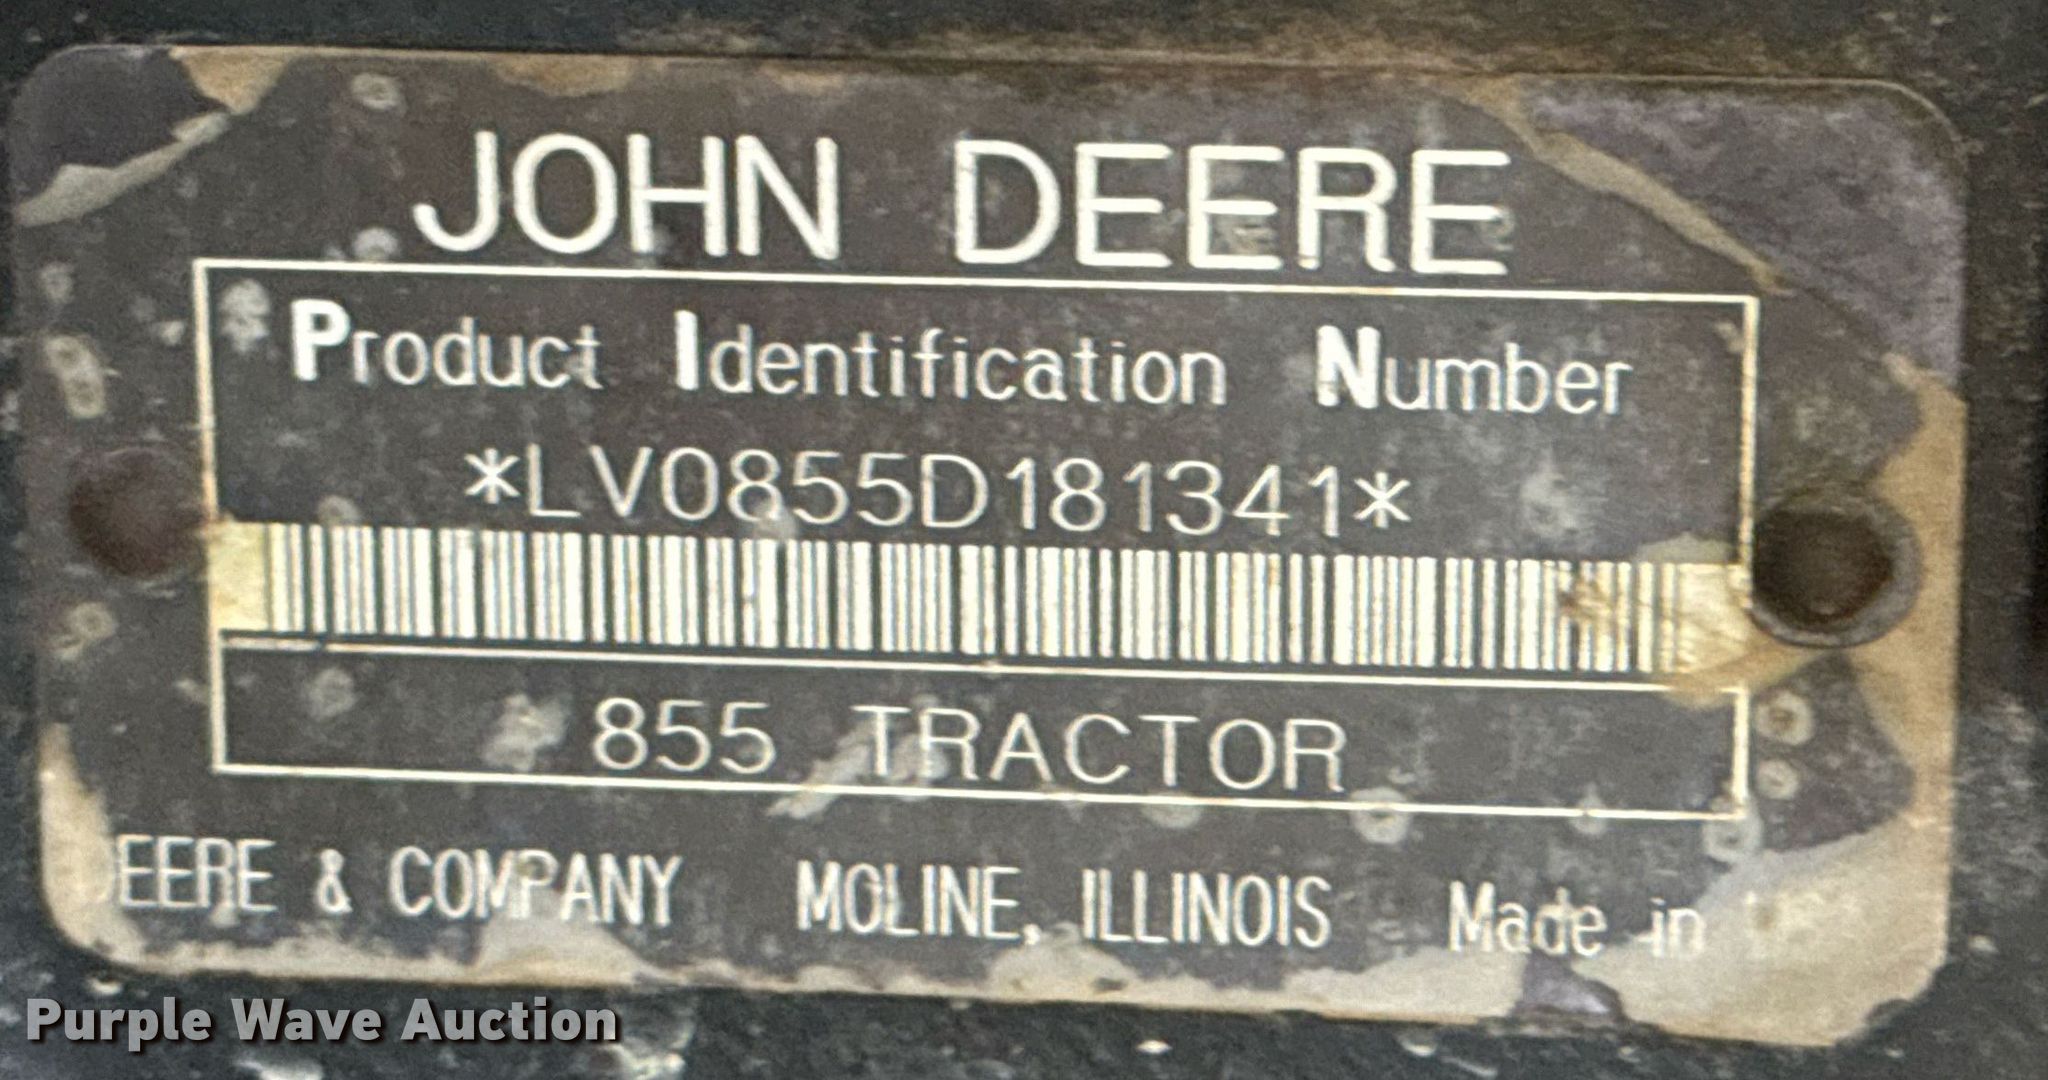 JOHN DEERE
Product Identification Number
*LV0855D181341*
855 TRACTOR
EERE & COMPANY MOLINE, ILLINOIS Made in
Purple Wave Auction